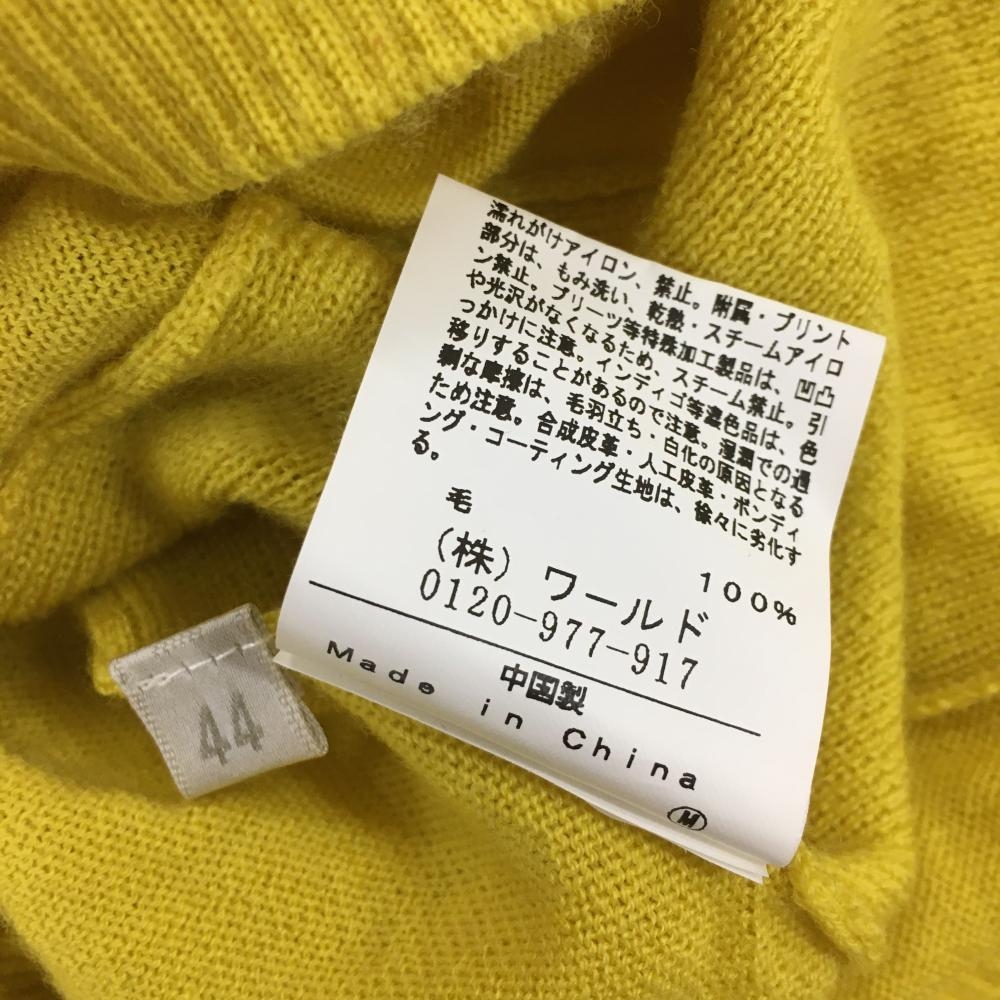 濡れがけアイロン、禁止。附属・プリント
部分は、もみ洗い、乾熱・スチームアイロ
ン禁止。プリーツ等特殊加工製品は、凹凸
や光沢がなくなるため、スチーム禁止。引
っかけに注意。インディゴ等濃色品は、色
移りすることがあるので注意。湿潤での過
剰な摩擦は、毛羽立ち・白化の原因となる
ため注意。合成皮革・人工皮革・ボンディ
ング・コーティング生地は、徐々に劣化す
る。
毛 100%
(株) ワールド
0120-977-917
中国製
Made in China
M
44